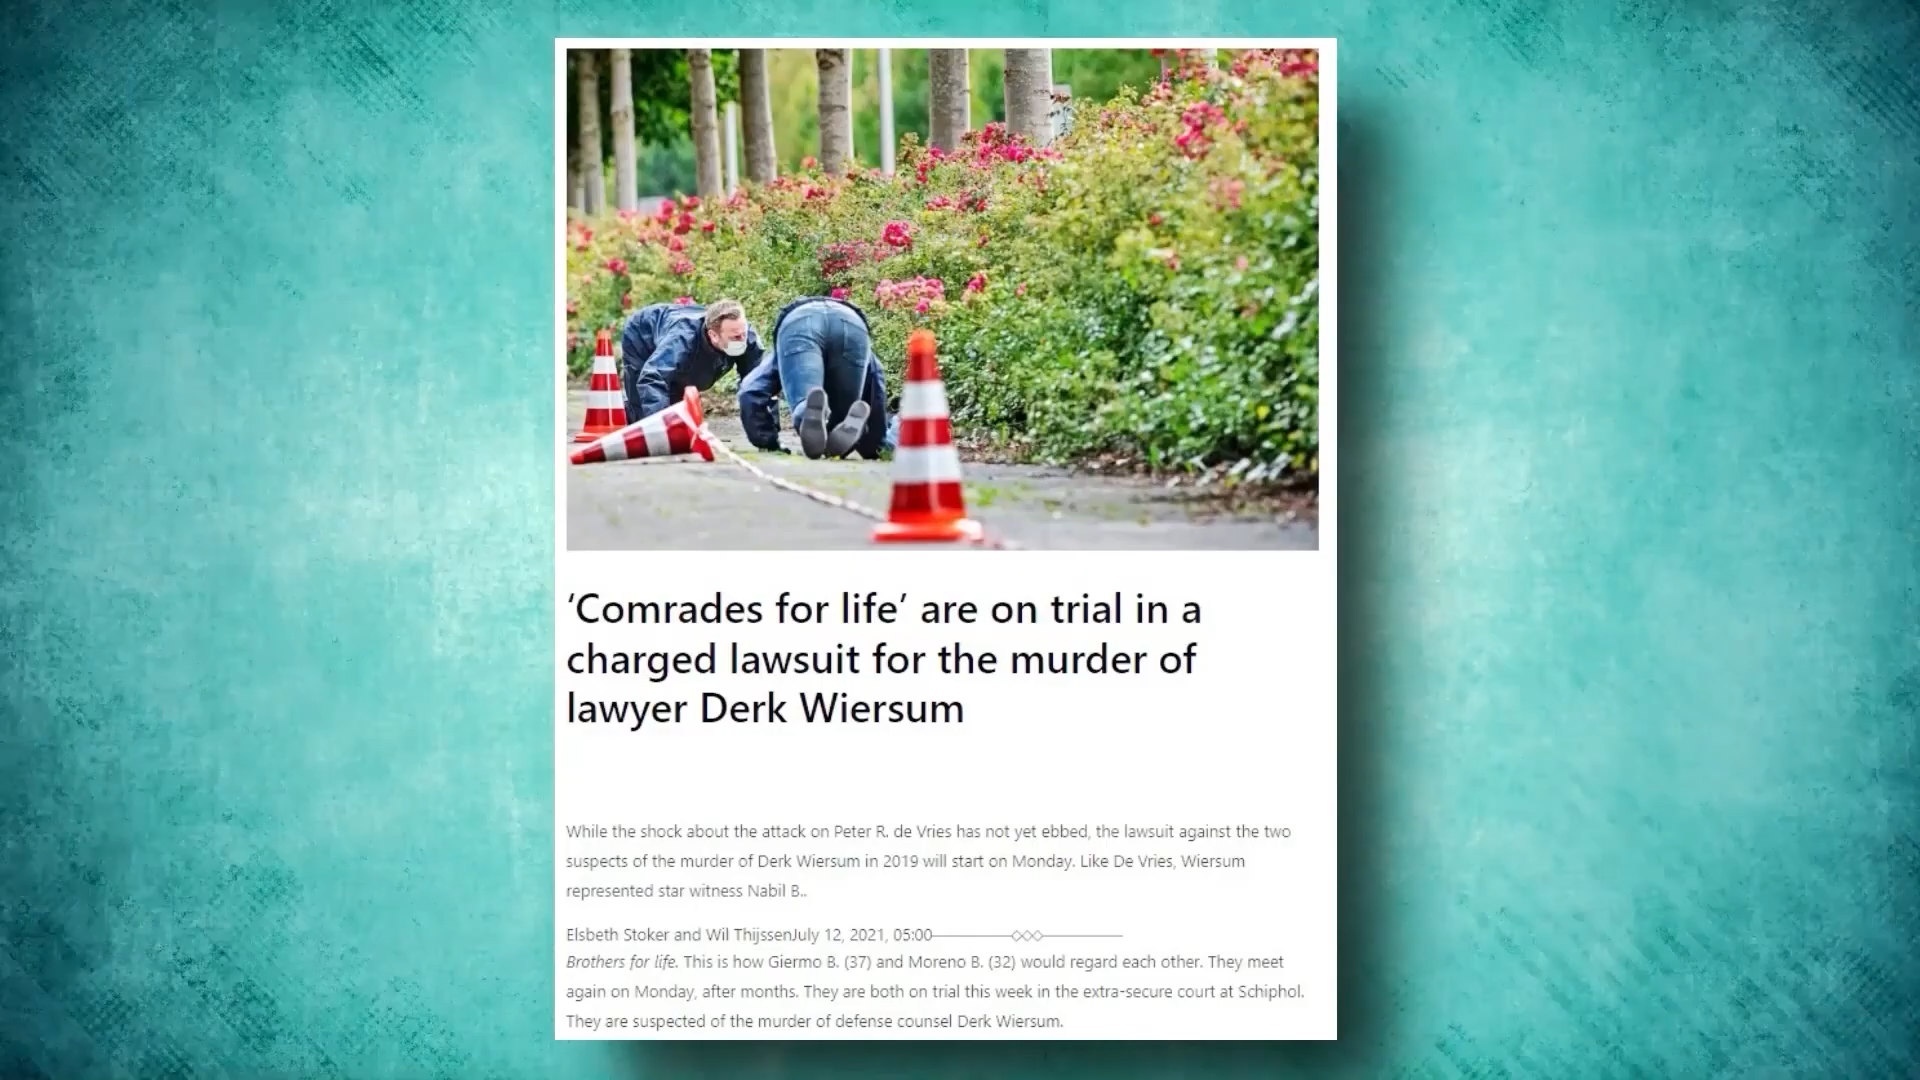 ‘Comrades for life’ are on trial in a
charged lawsuit for the murder of
lawyer Derk Wiersum
While the shock about the attack on Peter R. de Vries has not yet ebbed, the lawsuit against the two
suspects of the murder of Derk Wiersum in 2019 will start on Monday. Like De Vries, Wiersum
represented star witness Nabil B..
Elsbeth Stoker and Wil ThijssenJuly 12, 2021, 05:00
Brothers for life. This is how Giermo B. (37) and Moreno B. (32) would regard each other. They meet
again on Monday, after months. They are both on trial this week in the extra-secure court at Schiphol.
They are suspected of the murder of defense counsel Derk Wiersum.